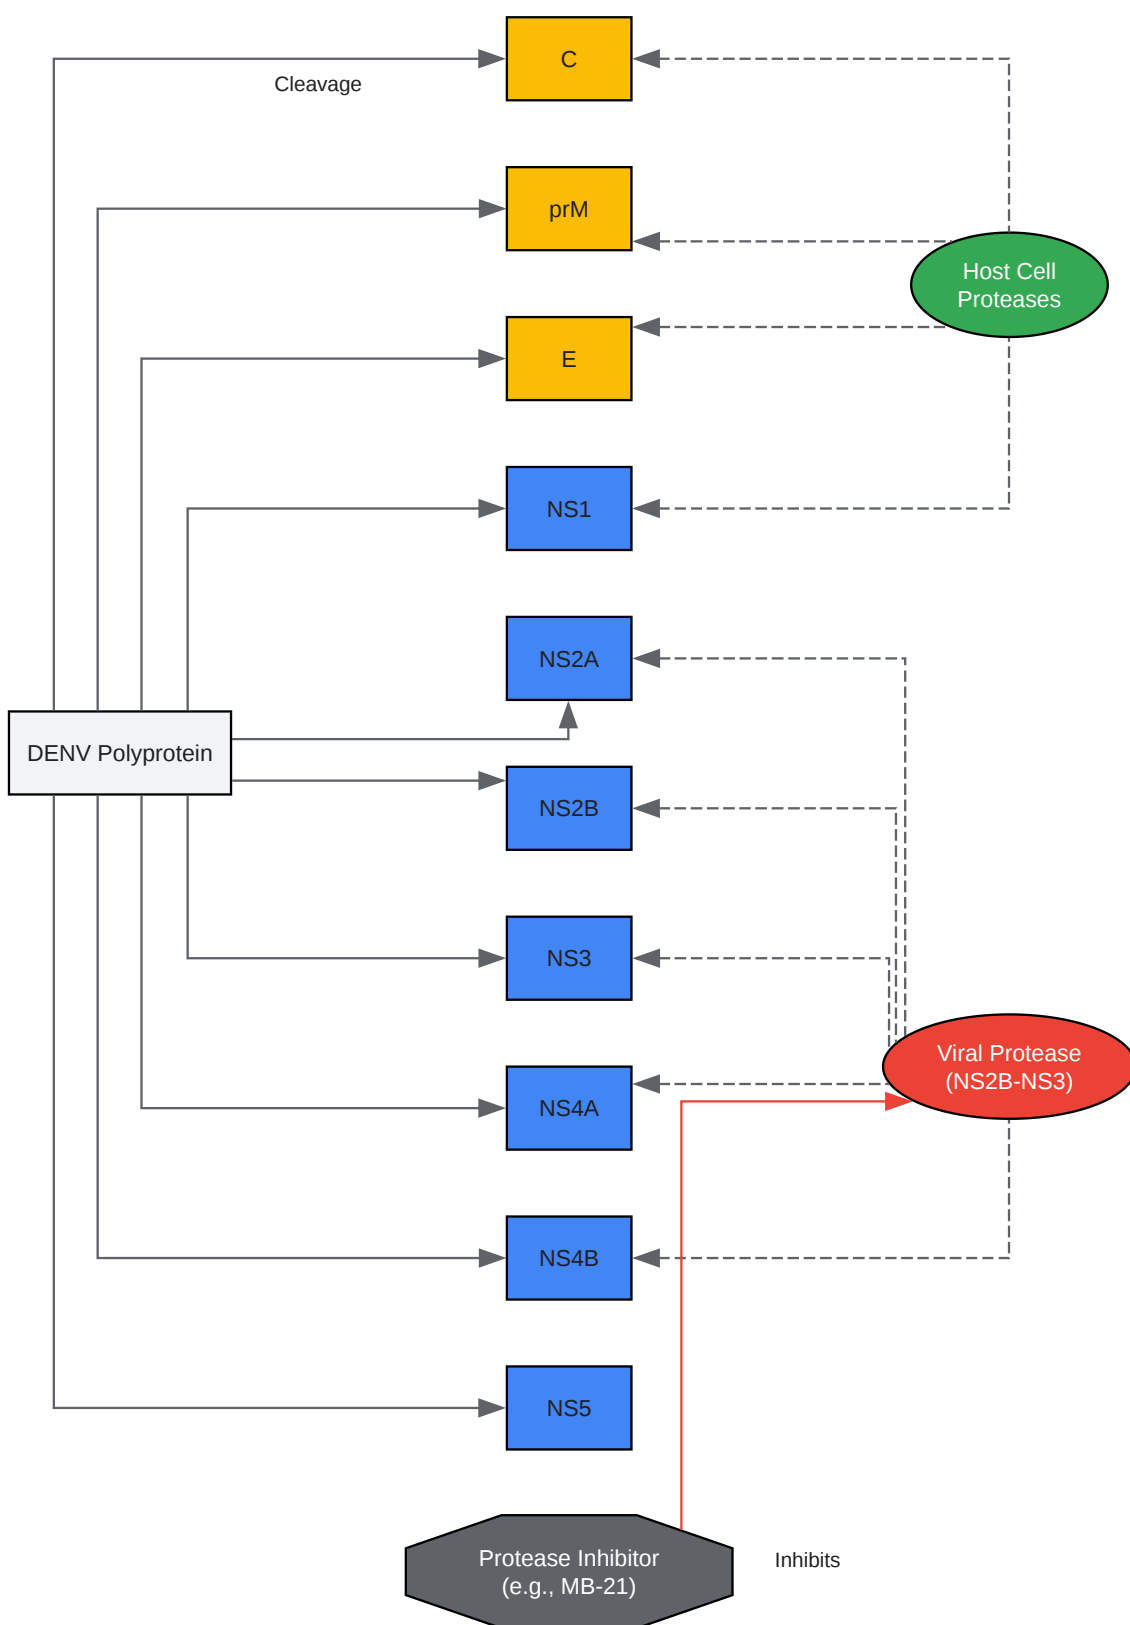 C
Cleavage
prM
Host Cell
Proteases
E
NS1
NS2A
DENV Polyprotein
NS2B
NS3
Viral Protease
(NS2B-NS3)
NS4A
NS4B
NS5
Protease Inhibitor
(e.g., MB-21)
Inhibits